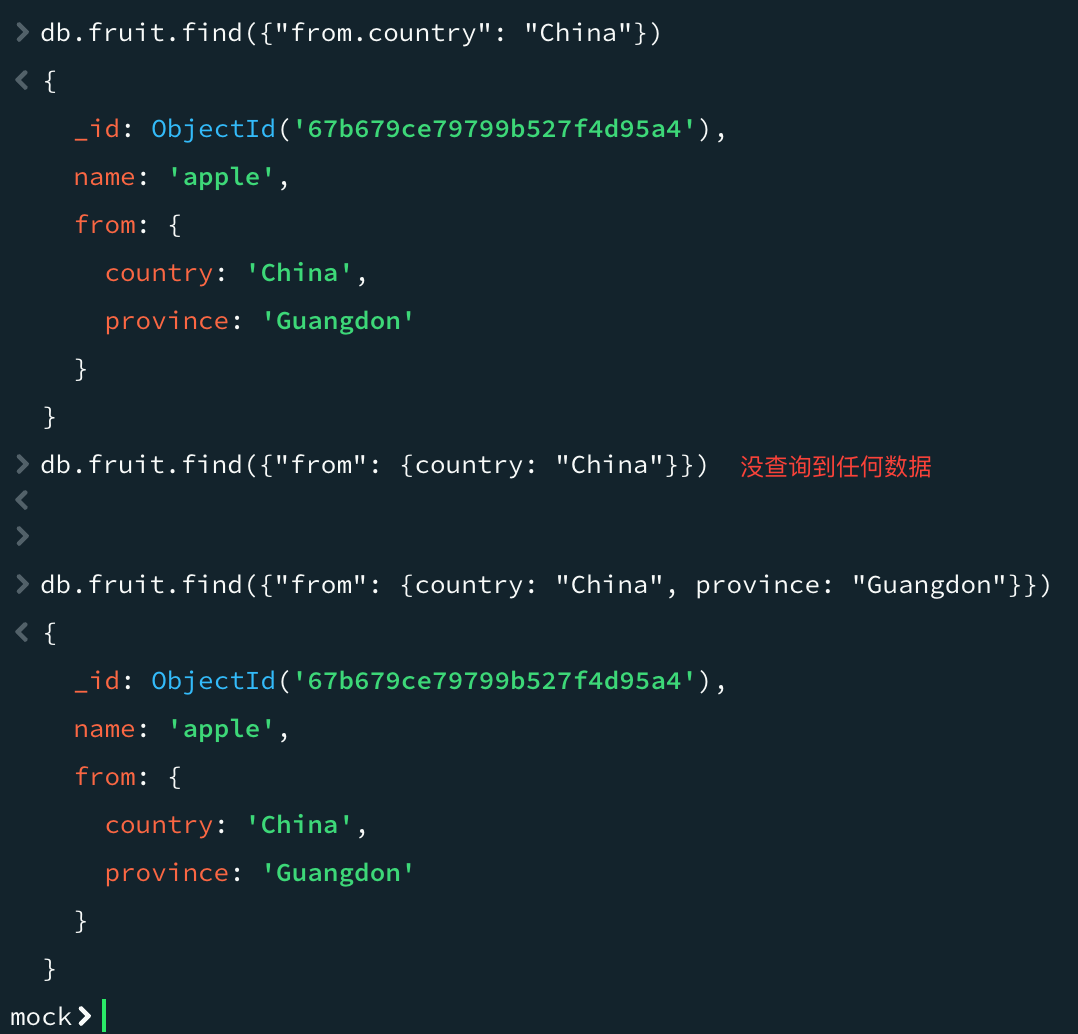 > db.fruit.find({"from.country": "China"})
< {
_id: ObjectId('67b679ce79799b527f4d95a4'),
name: 'apple',
from: {
country: 'China',
province: 'Guangdon'
}
}
> db.fruit.find({"from": {country: "China"}}) 没查询到任何数据
<
>
> db.fruit.find({"from": {country: "China", province: "Guangdon"}})
< {
_id: ObjectId('67b679ce79799b527f4d95a4'),
name: 'apple',
from: {
country: 'China',
province: 'Guangdon'
}
}
mock>